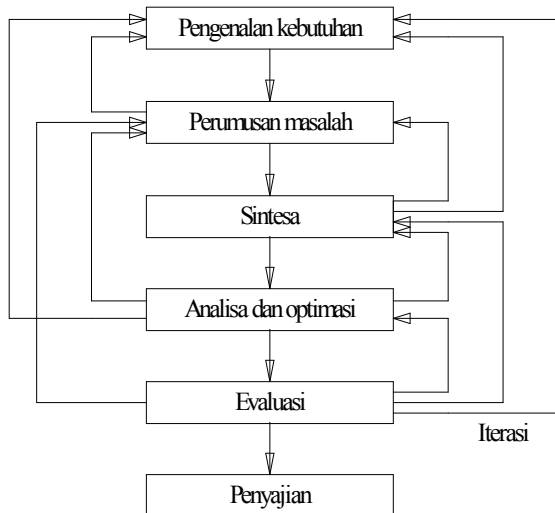 Pengenalan kebutuhan
Perumusan masalah
Sintesa
Analisa dan optimasi
Evaluasi
Iterasi
Penyajian